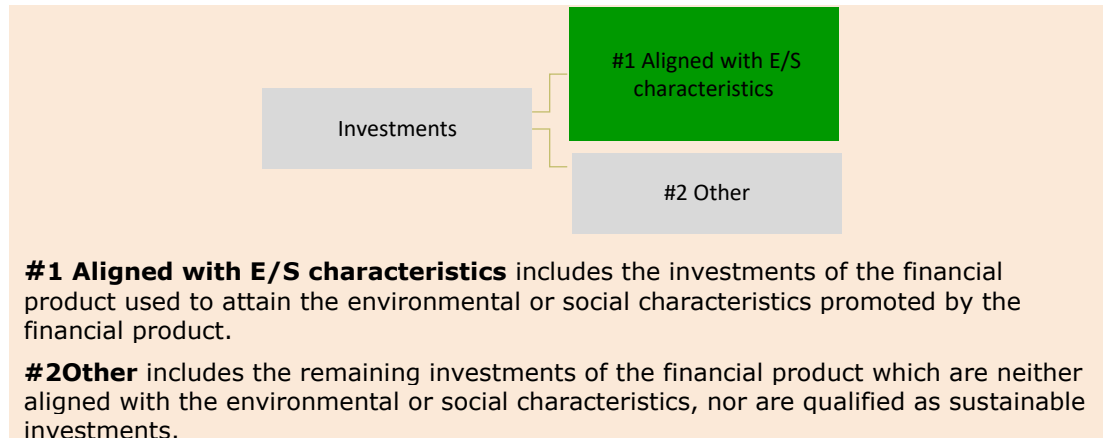 #1 Aligned with E/S
characteristics
Investments
#2 Other
#1 Aligned with E/S characteristics includes the investments of the financial
product used to attain the environmental or social characteristics promoted by the
financial product.
#2Other includes the remaining investments of the financial product which are neither
aligned with the environmental or social characteristics, nor are qualified as sustainable
investments.